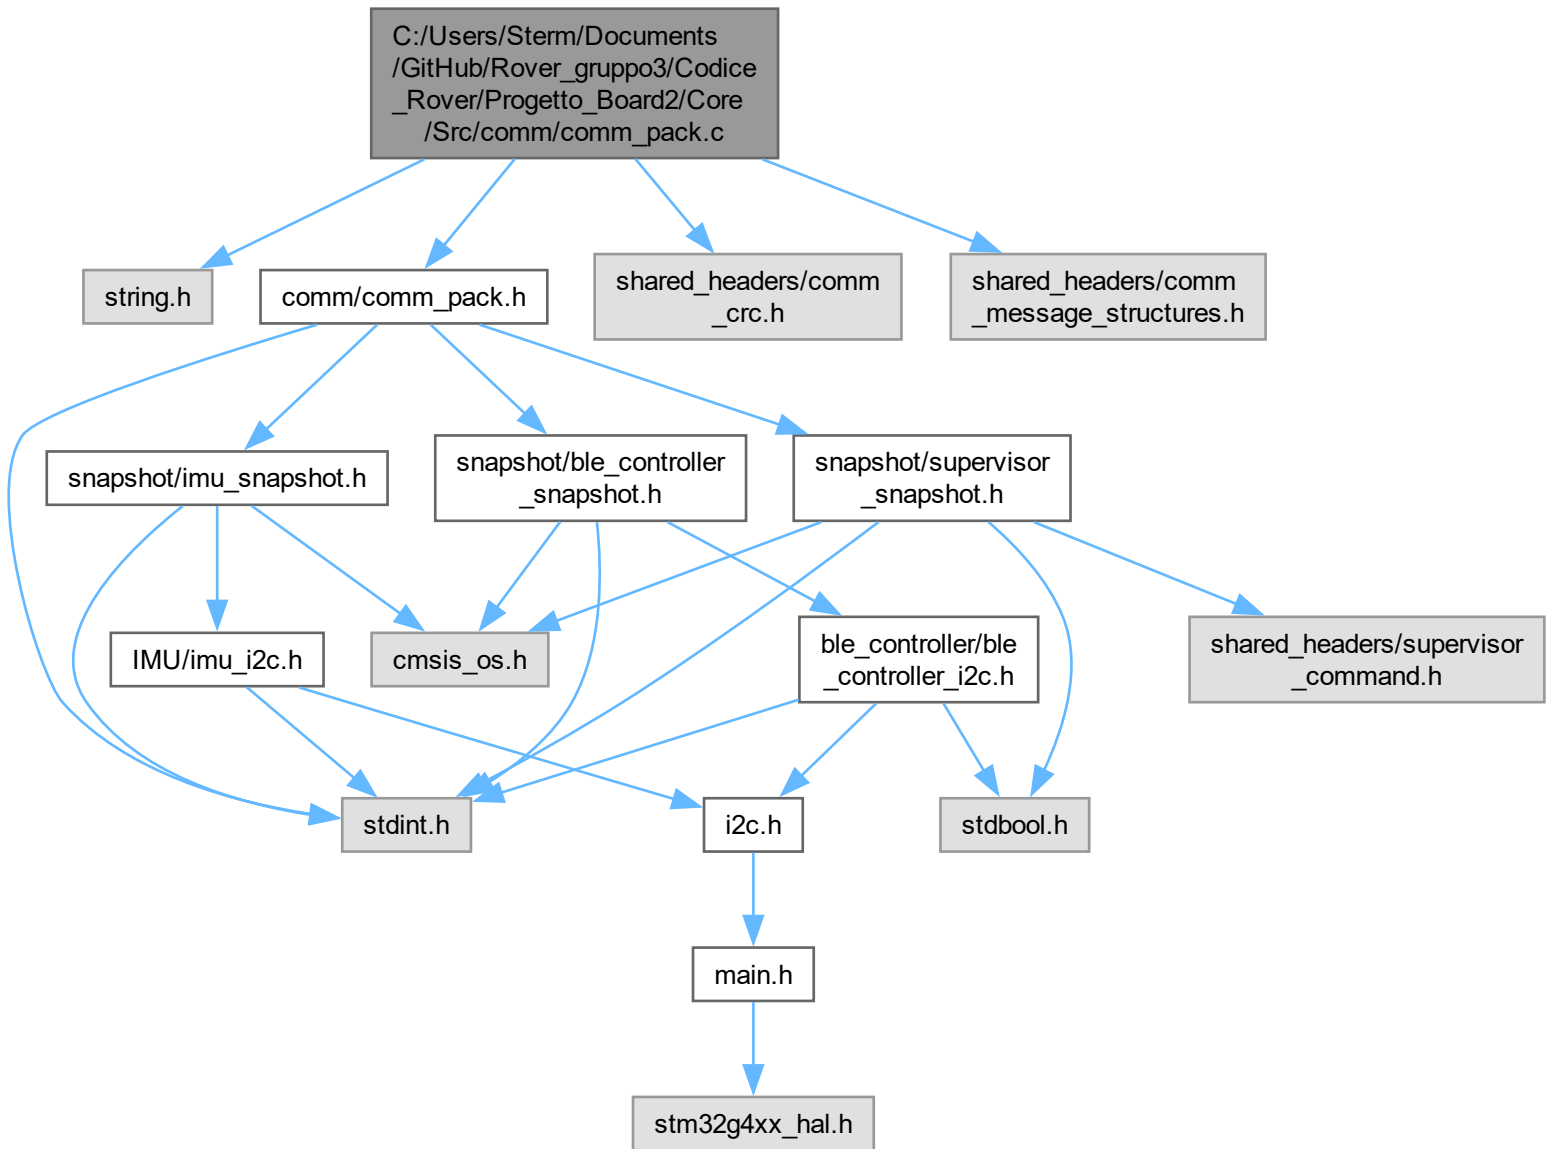 C:/Users/Sterm/Documents
/GitHub/Rover_gruppo3/Codice
_Rover/Progetto_Board2/Core
/Src/comm/comm_pack.c
string.h
comm/comm_pack.h
shared_headers/comm
_crc.h
shared_headers/comm
_message_structures.h
snapshot/imu_snapshot.h
snapshot/ble_controller
_snapshot.h
snapshot/supervisor
_snapshot.h
IMU/imu_i2c.h
cmsis_os.h
ble_controller/ble
_controller_i2c.h
shared_headers/supervisor
_command.h
stdint.h
i2c.h
stdbool.h
main.h
stm32g4xx_hal.h